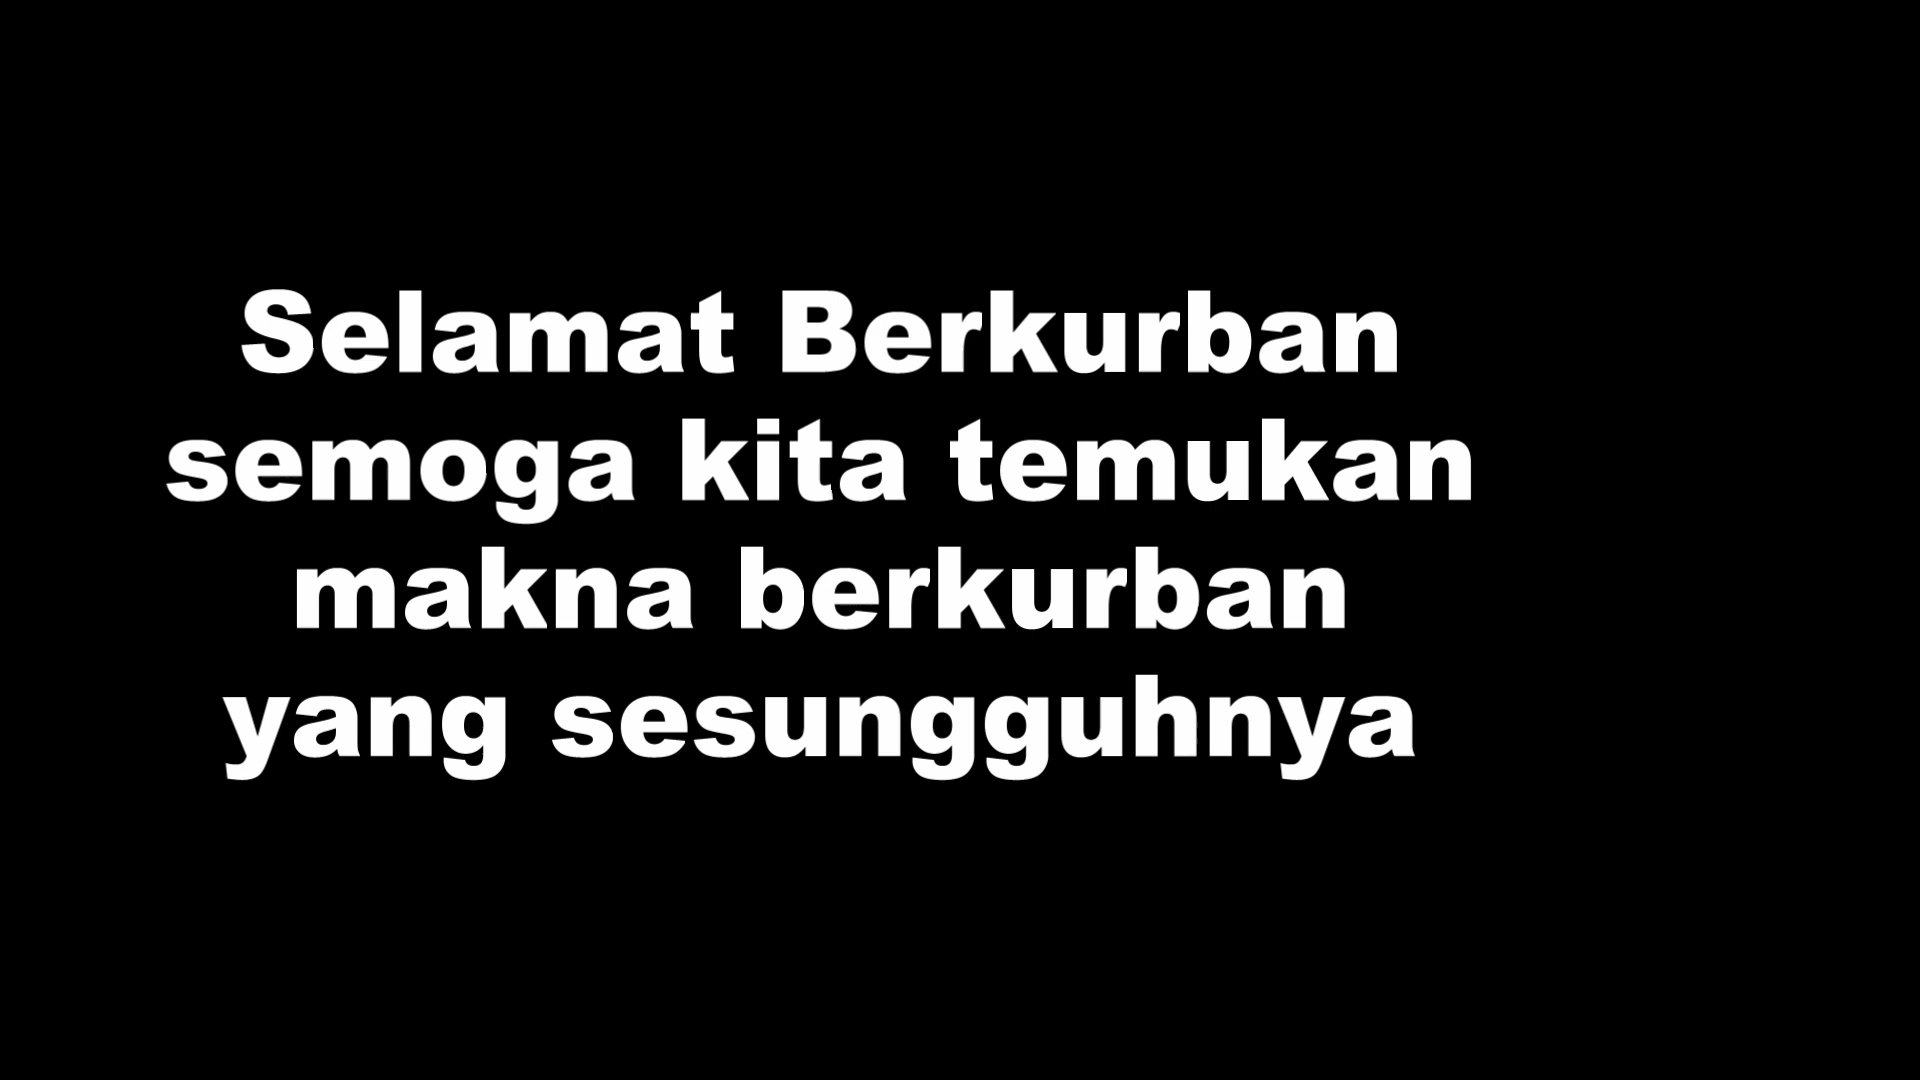 Selamat Berkurban
semoga kita temukan
makna berkurban
yang sesungguhnya